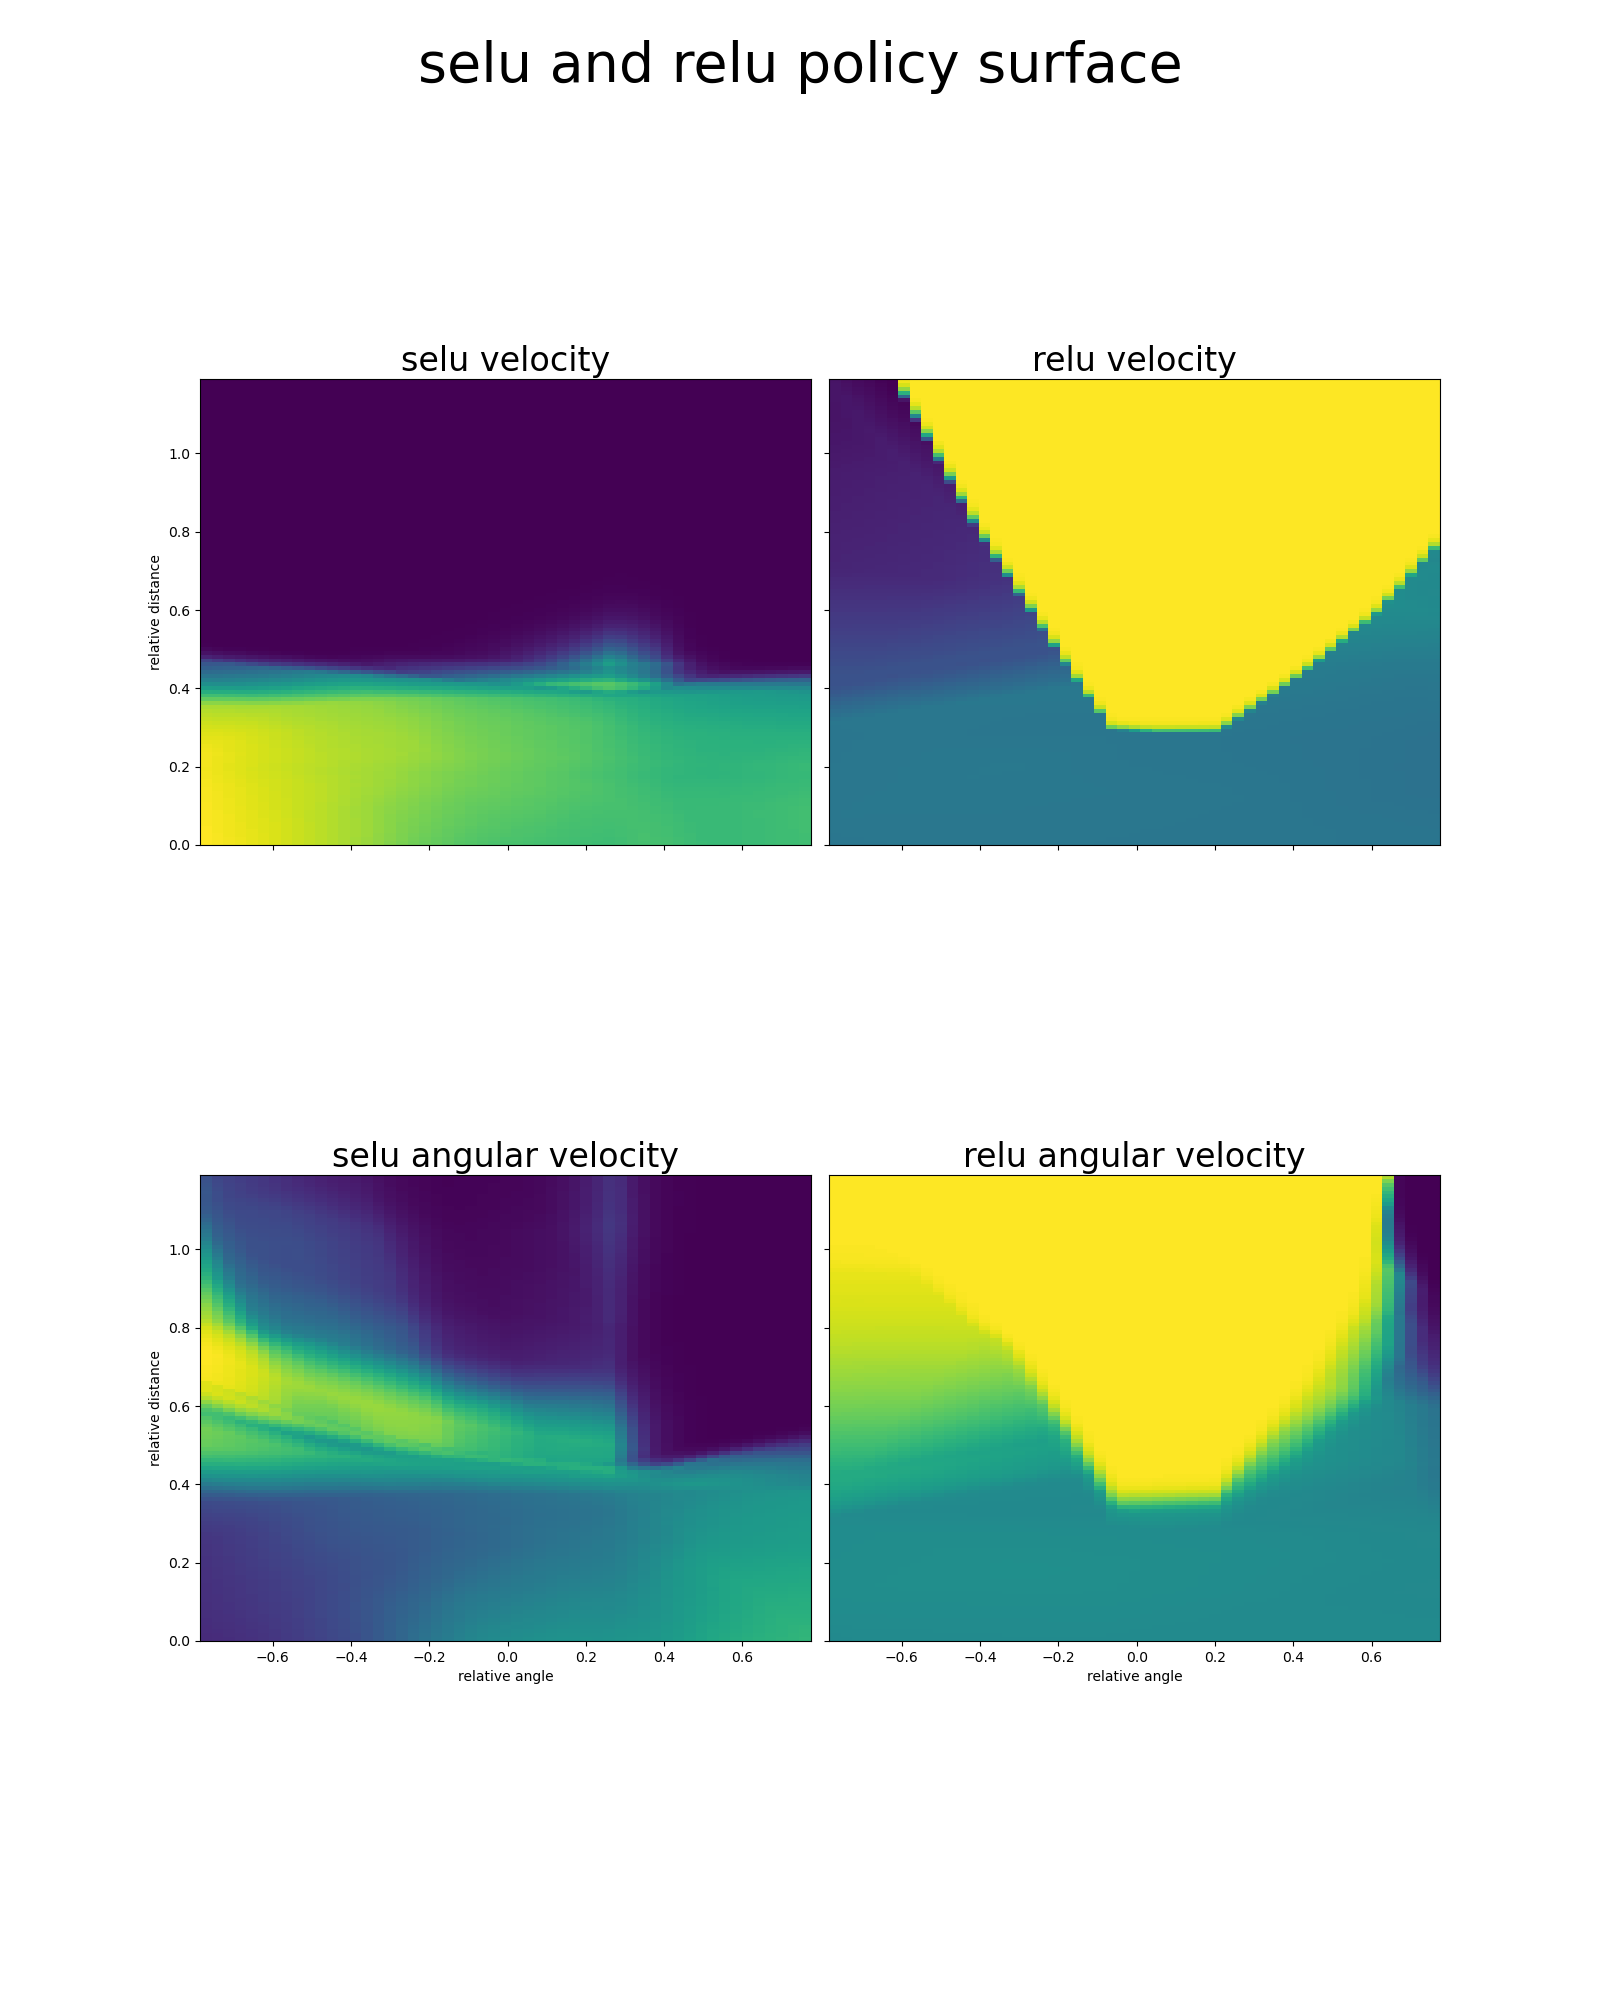 selu and relu policy surface
selu velocity
relu velocity
relative distance
1.0
0.8
0.6
0.4
0.2
0.0
selu angular velocity
relu angular velocity
relative distance
1.0
0.8
0.6
0.4
0.2
0.0
−0.6 −0.4 −0.2 0.0 0.2 0.4 0.6
relative angle
−0.6 −0.4 −0.2 0.0 0.2 0.4 0.6
relative angle